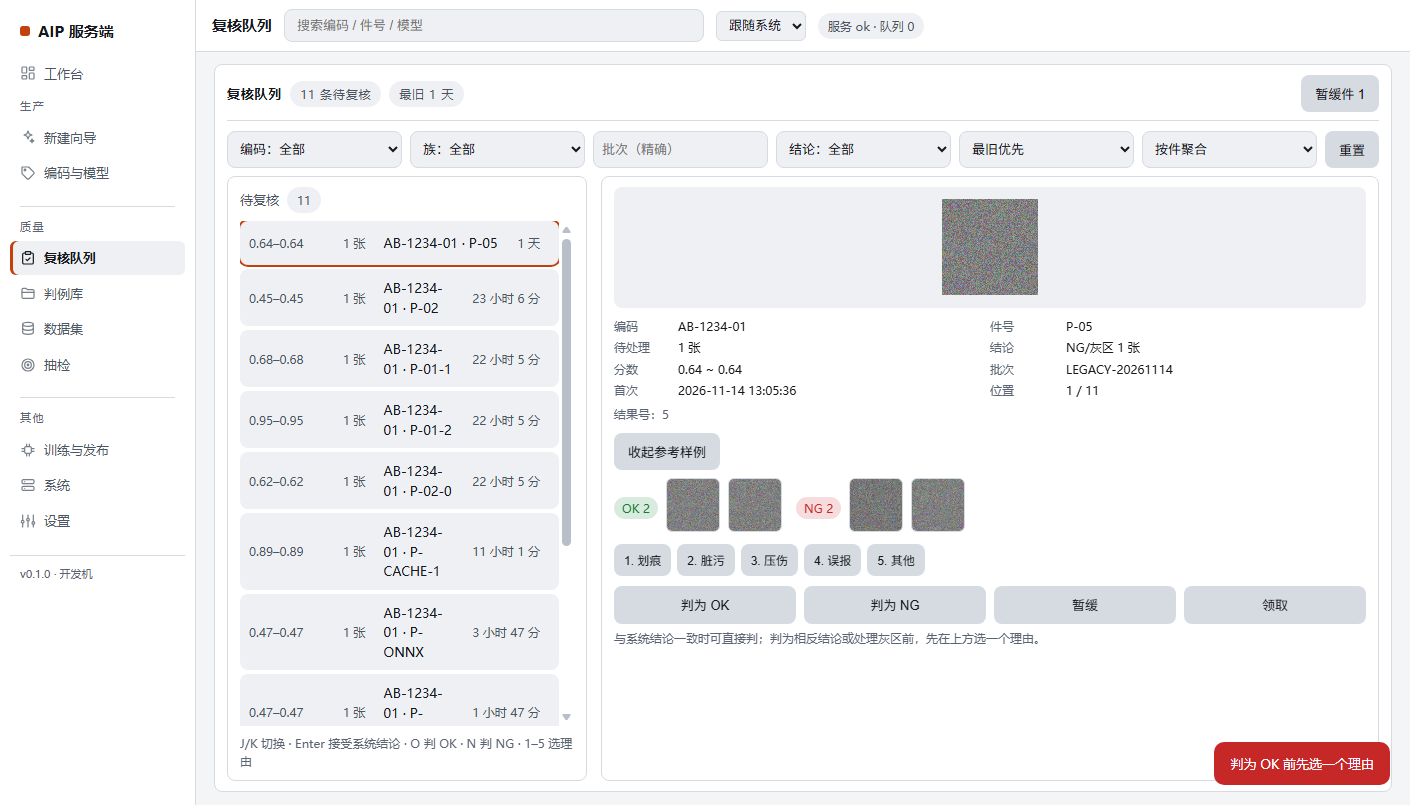 AIP 服务端
工作台
生产
新建向导
编码与模型
质量
复核队列
判例库
数据集
抽检
其他
训练与发布
系统
设置
v0.1.0 · 开发机
复核队列
搜索编码 / 件号 / 模型
跟随系统
服务 ok · 队列 0
复核队列
11 条待复核
最旧 1 天
暂缓件 1
编码：全部
族：全部
批次（精确）
结论：全部
最旧优先
按件聚合
重置
待复核 11
0.64–0.64 1 张 AB-1234-01 · P-05 1 天
0.45–0.45 1 张 AB-1234-
01 · P-02 23 小时 6 分
0.68–0.68 1 张 AB-1234-
01 · P-01-1 22 小时 5 分
0.95–0.95 1 张 AB-1234-
01 · P-01-2 22 小时 5 分
0.62–0.62 1 张 AB-1234-
01 · P-02-0 22 小时 5 分
0.89–0.89 1 张 AB-1234-
01 · P-
CACHE-1 11 小时 1 分
0.47–0.47 1 张 AB-1234-
01 · P-
ONNX 3 小时 47 分
0.47–0.47 1 张 AB-1234-
01 · P- 1 小时 47 分
J/K 切换 · Enter 接受系统结论 · O 判 OK · N 判 NG · 1–5 选理
由
编码 AB-1234-01 件号 P-05
待处理 1 张 结论 NG/灰区 1 张
分数 0.64 ~ 0.64 批次 LEGACY-20261114
首次 2026-11-14 13:05:36 位置 1 / 11
结果号：5
收起参考样例
OK 2
NG 2
1. 划痕
2. 脏污
3. 压伤
4. 误报
5. 其他
判为 OK
判为 NG
暂缓
领取
与系统结论一致时可直接判；判为相反结论或处理灰区前，先在上方选一个理由。
判为 OK 前先选一个理由